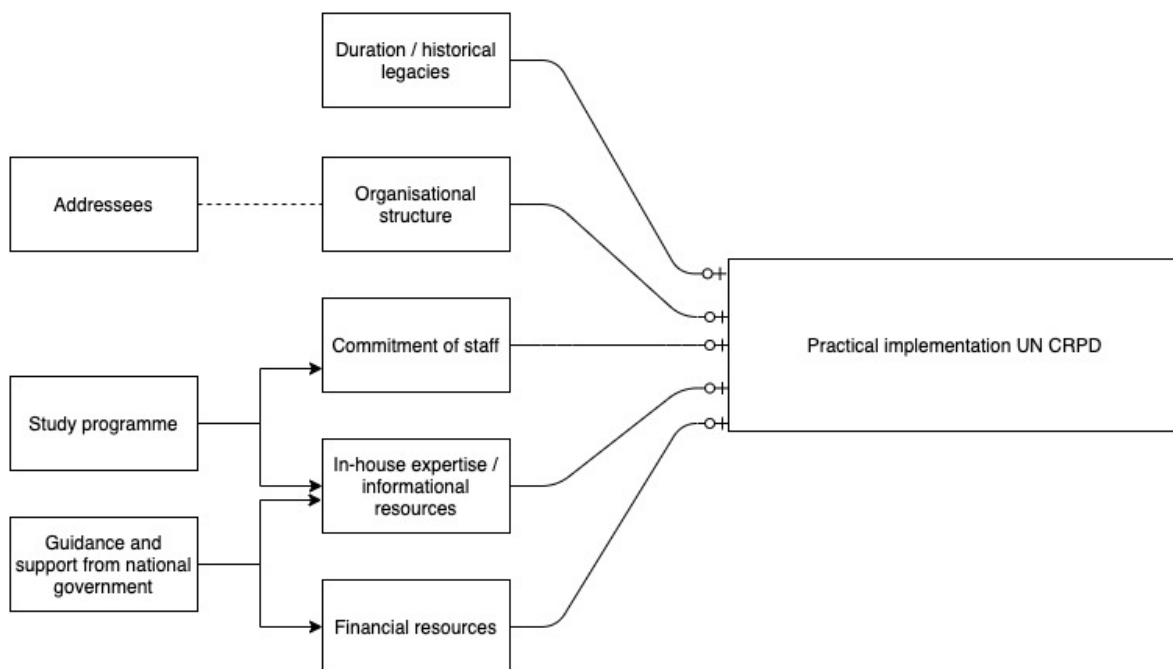 Duration / historical
legacies
Addressees
Organisational
structure
Commitment of staff
Practical implementation UN CRPD
Study programme
In-house expertise /
informational
resources
Guidance and
support from national
government
Financial resources